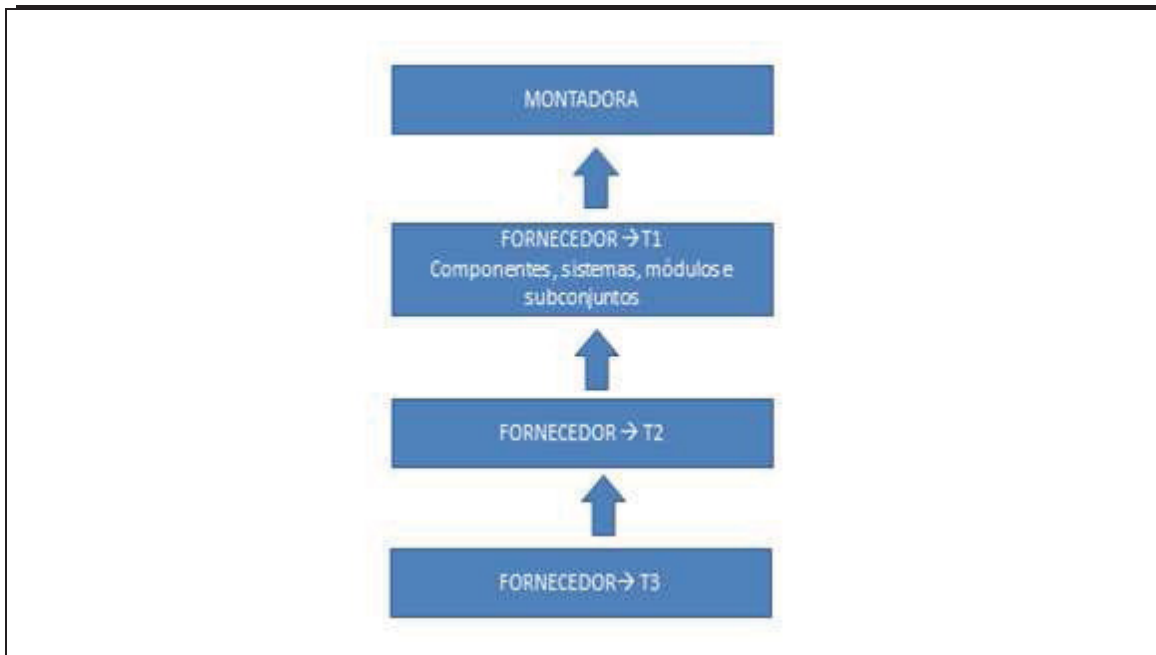 MONTADORA
FORNECEDOR → T1
Componentes, sistemas, módulos e
subconjuntos
FORNECEDOR → T2
FORNECEDOR → T3